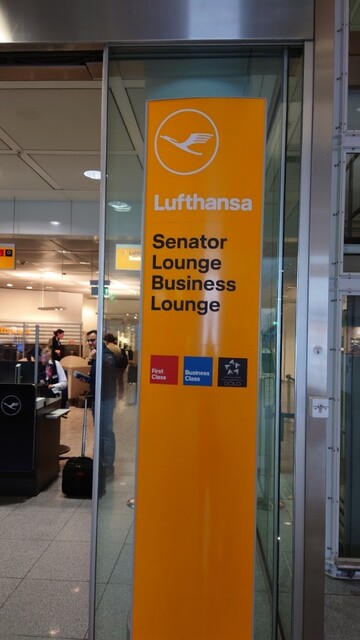 Lufthansa
Senator
Lounge
Business
Lounge
First
Class
Business
Class
GOLD